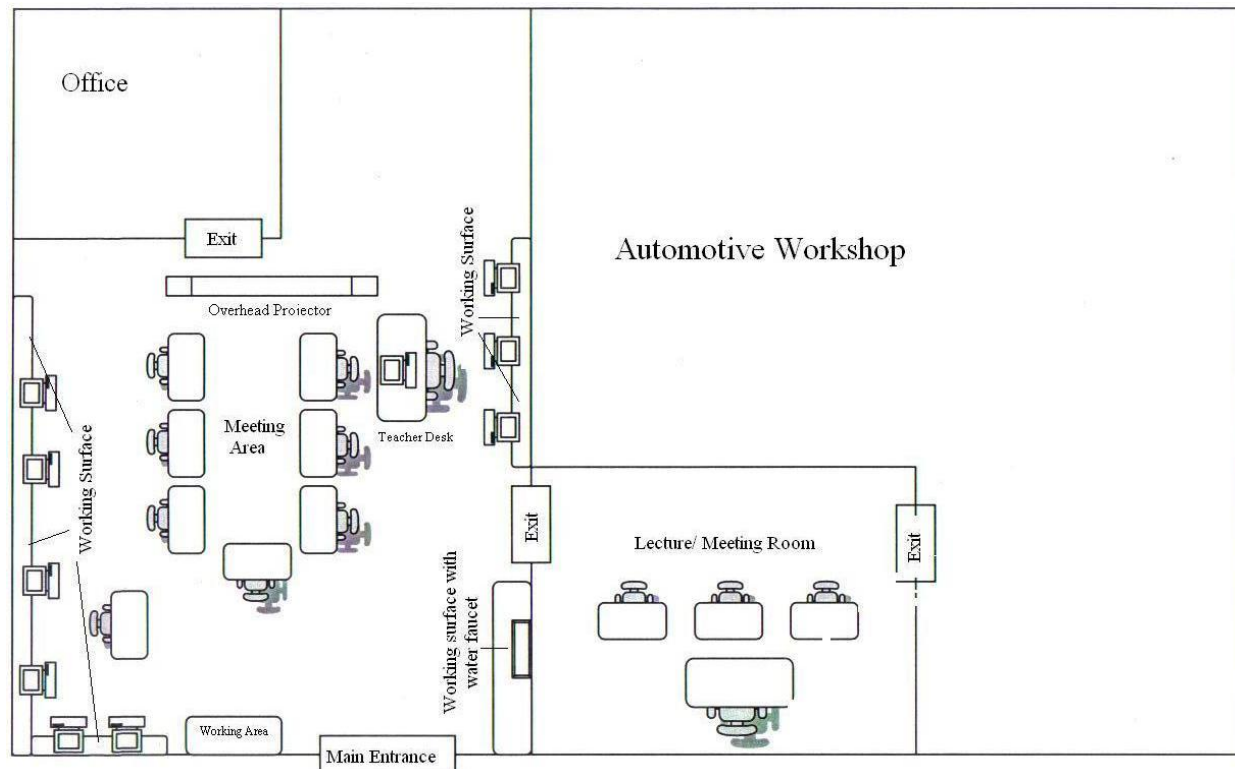 Office
Exit
Overhead Projector
Working Surface
Automotive Workshop
Meeting
Area
Teacher Desk
Working Surface
Exit
Lecture/ Meeting Room
Exit
Working surface with
water faucet
Working Area
Main Entrance